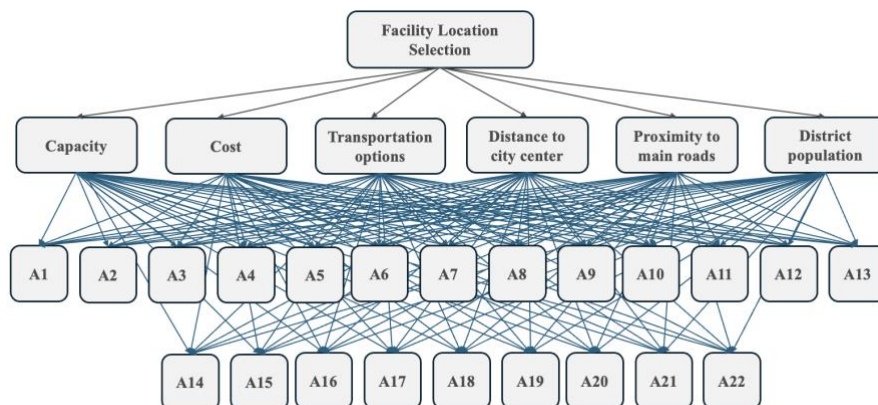 Facility Location
Selection
Capacity
Cost
Transportation
options
Distance to
city center
Proximity to
main roads
District
population
A1
A2
A3
A4
A5
A6
A7
A8
A9
A10
A11
A12
A13
A14
A15
A16
A17
A18
A19
A20
A21
A22